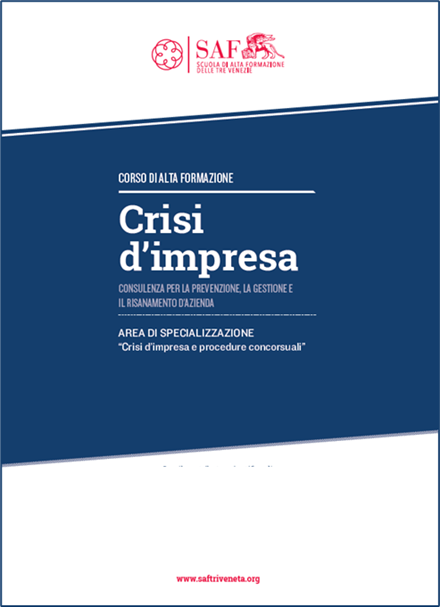 SAF
SCUOLA DI ALTA FORMAZIONE
DELLE TRE VENEZIE
CORSO DI ALTA FORMAZIONE
Crisi
d’impresa
CONSULENZA PER LA PREVENZIONE, LA GESTIONE E
IL RISANAMENTO D’AZIENDA
AREA DI SPECIALIZZAZIONE
“Crisi d’impresa e procedure concorsuali”
www.saftriveneta.org